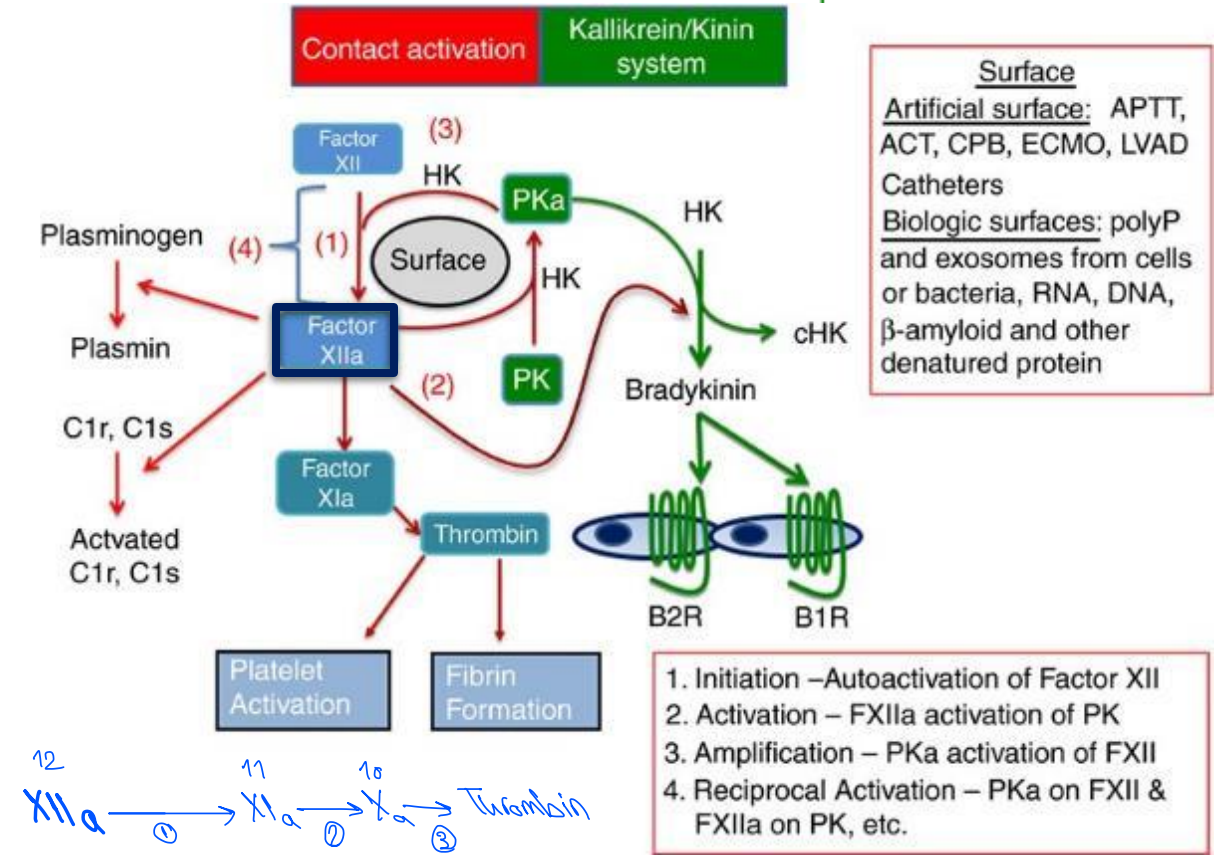 Contact activation
Kallikrein/Kinin
system
Surface
Artificial surface: APTT,
ACT, CPB, ECMO, LVAD
Catheters
Biologic surfaces: polyP
and exosomes from cells
or bacteria, RNA, DNA,
β-amyloid and other
denatured protein
Factor
XII
(3)
HK
PKa
HK
Plasminogen
(4)
(1)
Surface
HK
Plasmin
Factor
XIIa
(2)
PK
cHK
Bradykinin
C1r, C1s
Factor
XIa
Thrombin
Actvated
C1r, C1s
B2R
B1R
Platelet
Activation
Fibrin
Formation
1. Initiation –Autoactivation of Factor XII
2. Activation – FXIIa activation of PK
3. Amplification – PKa activation of FXII
4. Reciprocal Activation – PKa on FXII &
FXIIa on PK, etc.
12 11 10
XIIa → XIa → Xa → Thrombin
① ② ③